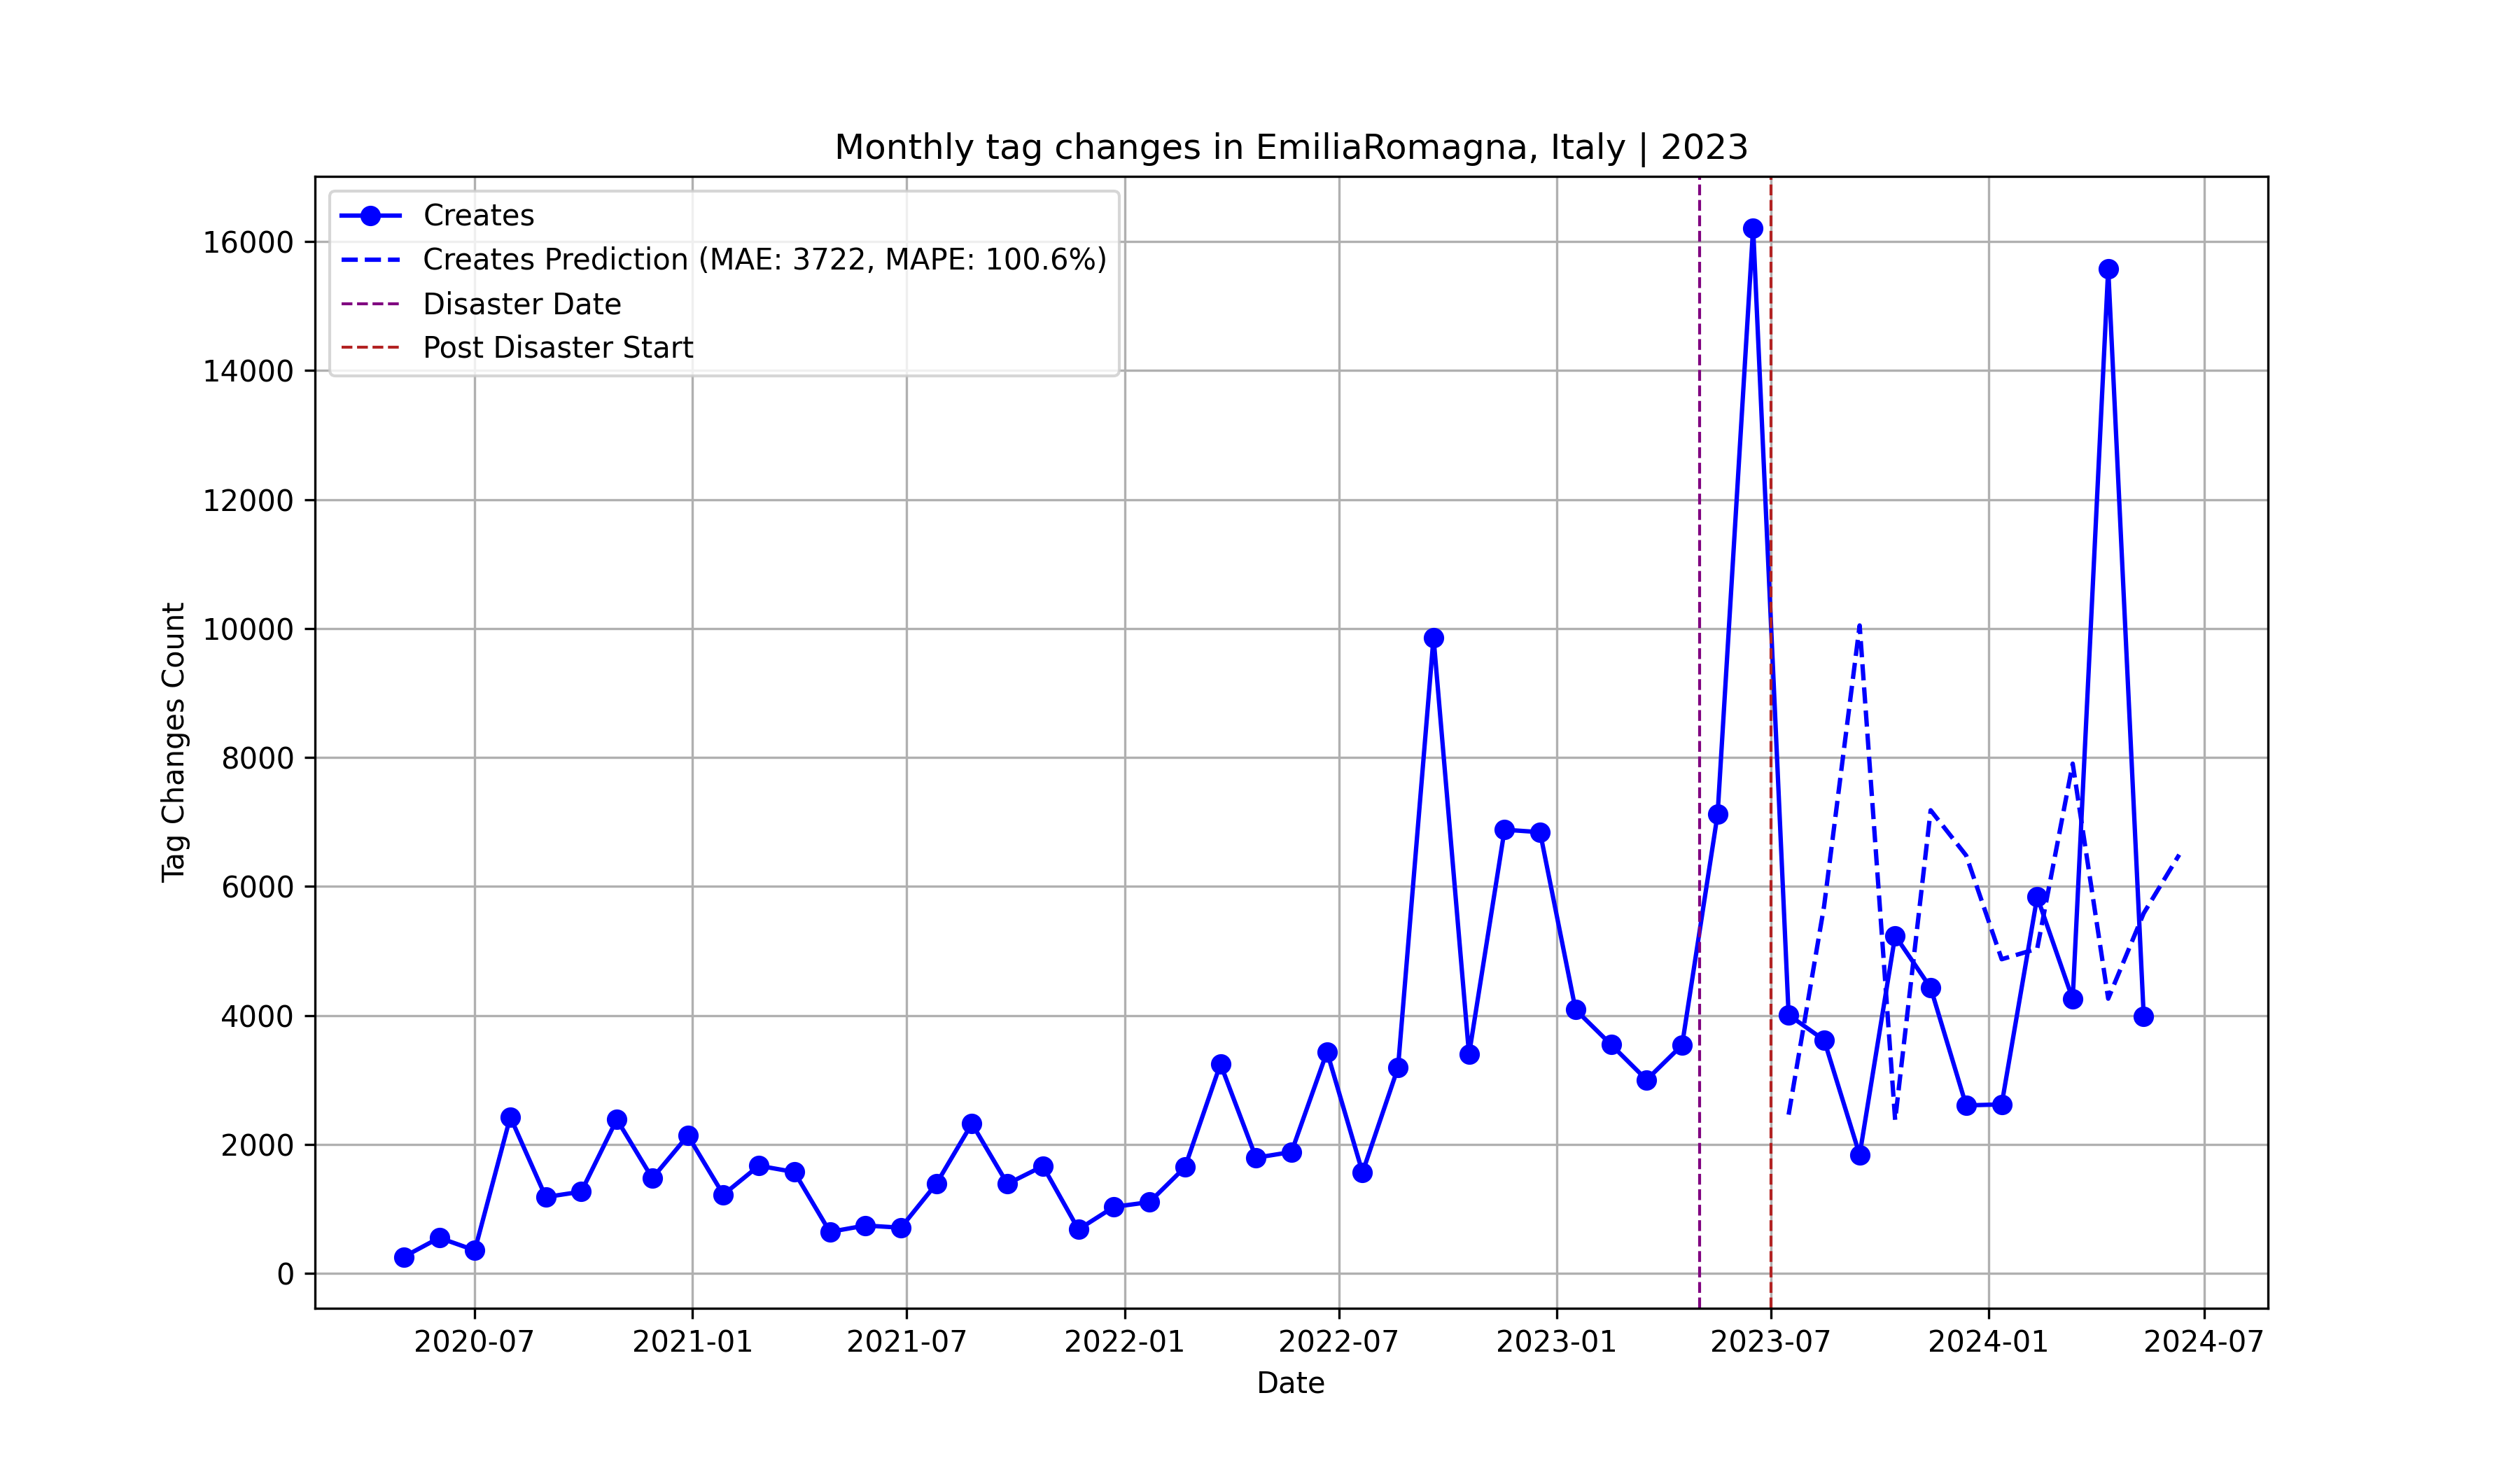 Monthly tag changes in EmiliaRomagna, Italy | 2023
Creates
Creates Prediction (MAE: 3722, MAPE: 100.6%)
Disaster Date
Post Disaster Start
Tag Changes Count
16000
14000
12000
10000
8000
6000
4000
2000
0
2020-07
2021-01
2021-07
2022-01
2022-07
2023-01
2023-07
2024-01
2024-07
Date